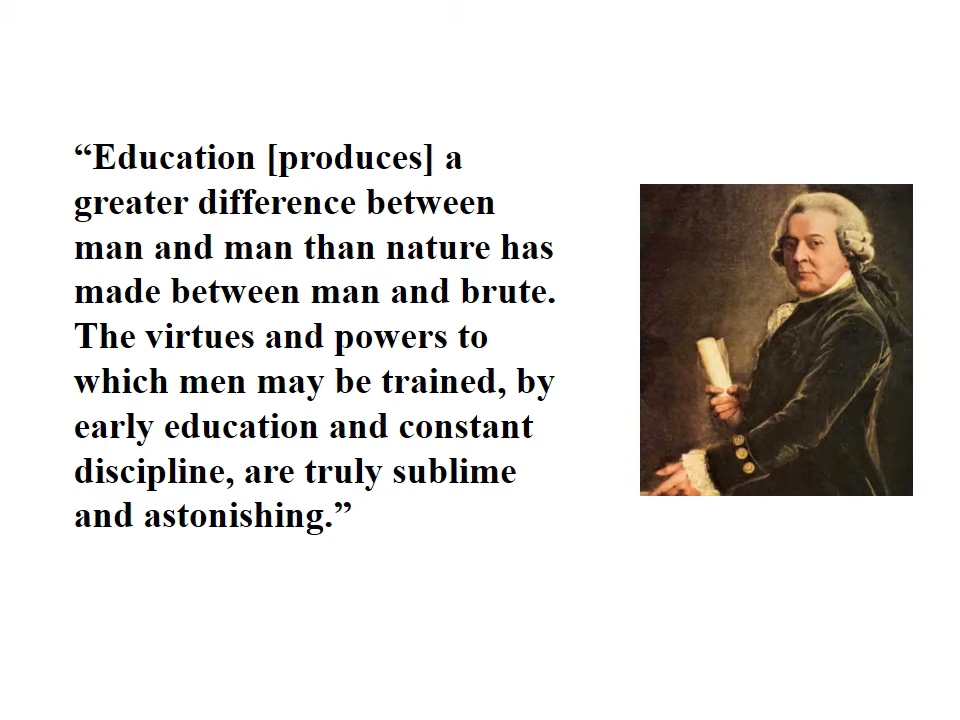 “Education [produces] a
greater difference between
man and man than nature has
made between man and brute.
The virtues and powers to
which men may be trained, by
early education and constant
discipline, are truly sublime
and astonishing.”